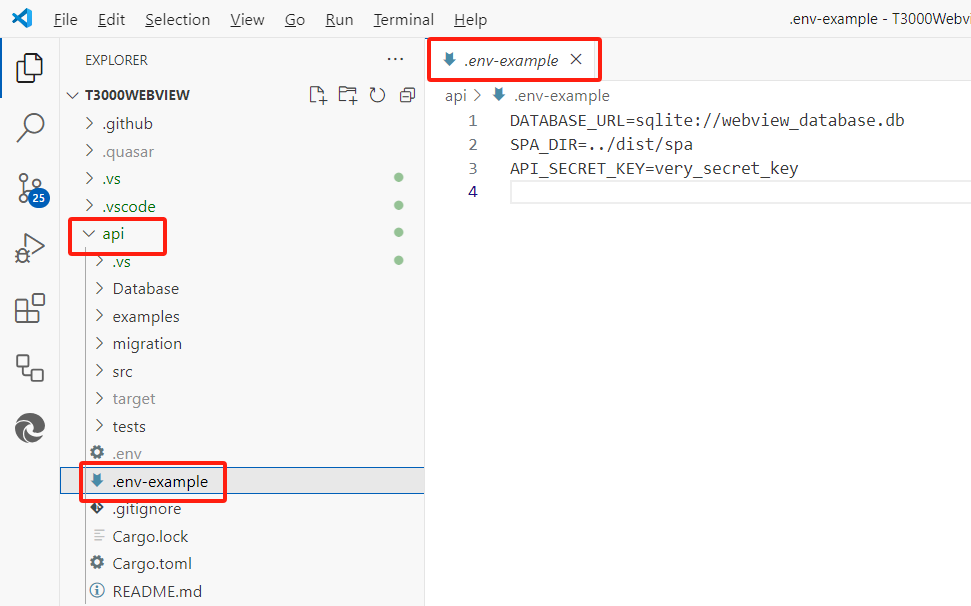 File Edit Selection View Go Run Terminal Help .env-example - T3000Webvi
EXPLORER ...
T3000WEBVIEW
.github
.quasar
.vs
.vscode
api
.vs
Database
examples
migration
src
target
tests
.env
.env-example
.gitignore
Cargo.lock
Cargo.toml
README.md
25
.env-example
api > .env-example
1 DATABASE_URL=sqlite://webview_database.db
2 SPA_DIR=../dist/spa
3 API_SECRET_KEY=very_secret_key
4